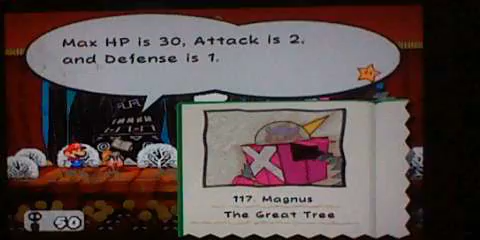 Max HP is 30, Attack is 2,
and Defense is 1.
117 Magnus
The Great Tree
50